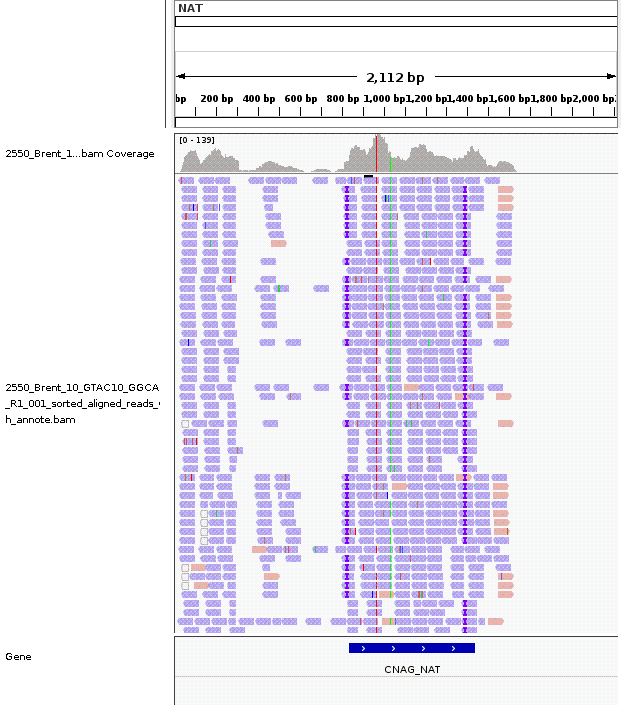 NAT
2,112 bp
bp 200 bp 400 bp 600 bp 800 bp 1,000 bp 1,200 bp 1,400 bp 1,600 bp 1,800 bp 2,000 bp
[0 - 139]
2550_Brent_1...bam Coverage
2550_Brent_10_GTAC10_GGCA
_R1_001_sorted_aligned_reads_
h_annote.bam
Gene
CNAG_NAT